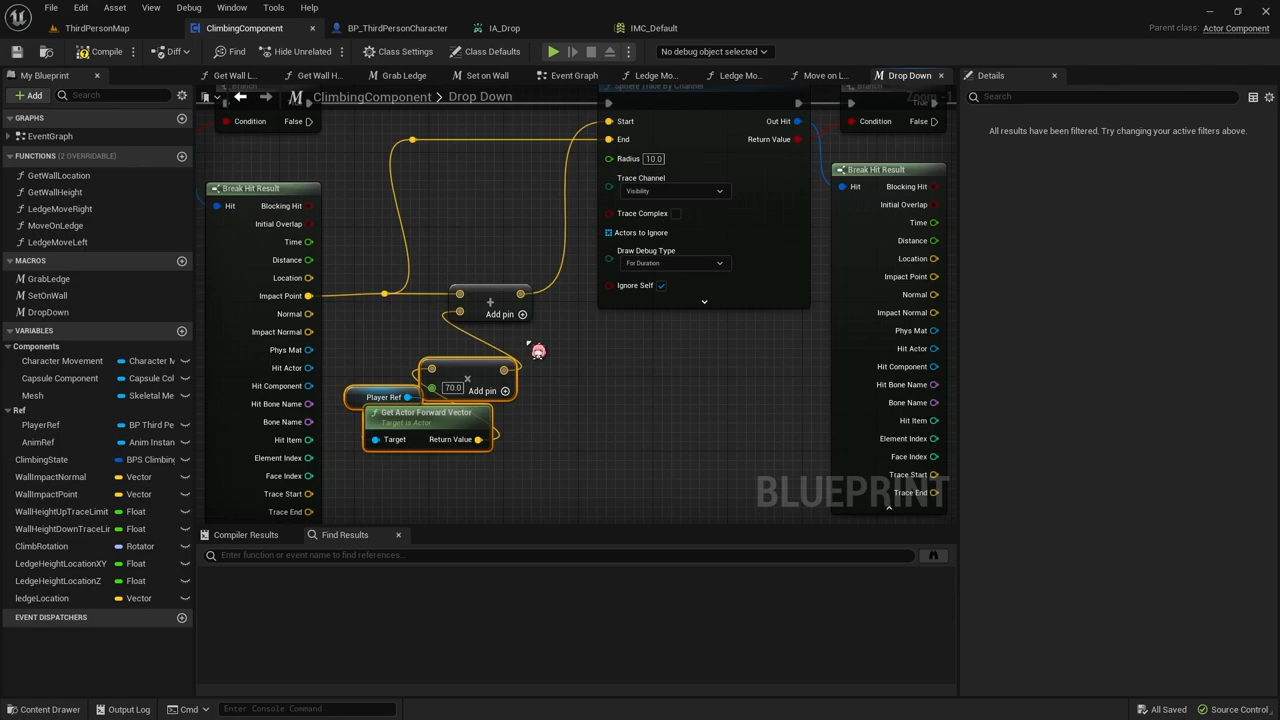 File Edit Asset View Debug Window Tools Help
ThirdPersonMap ClimbingComponent BP_ThirdPersonCharacter IA_Drop IMC_Default
Parent class: Actor Component
Compile Diff Find Hide Unrelated Class Settings Class Defaults No debug object selected
My Blueprint
Get Wall L... Get Wall H... Grab Ledge Set on Wall Event Graph Ledge Mo... Ledge Mo... Move on L... Drop Down
Details
Add Search
ClimbingComponent > Drop Down
Search
GRAPHS
EventGraph
FUNCTIONS (2 OVERRIDABLE)
GetWallLocation
GetWallHeight
LedgeMoveRight
MoveOnLedge
LedgeMoveLeft
MACROS
GrabLedge
SetOnWall
DropDown
VARIABLES
Components
Character Movement Character M
Capsule Component Capsule Col
Mesh Skeletal Me
Ref
PlayerRef BP Third Pe
AnimRef Anim Instan
ClimbingState BPS Climbing
WallImpactNormal Vector
WallImpactPoint Vector
WallHeightUpTraceLimit Float
WallHeightDownTraceLir Float
ClimbRotation Rotator
LedgeHeightLocationXY Float
LedgeHeightLocationZ Float
ledgeLocation Vector
EVENT DISPATCHERS
Branch
Condition False
Break Hit Result
Hit Blocking Hit
Initial Overlap
Time
Distance
Location
Impact Point
Normal
Impact Normal
Phys Mat
Hit Actor
Hit Component
Hit Bone Name
Bone Name
Hit Item
Element Index
Face Index
Trace Start
Trace End
+
Add pin
x
70.0 Add pin
Player Ref
Get Actor Forward Vector
Target is Actor
Target Return Value
Sphere Trace By Channel
Start Out Hit
End Return Value
Radius 10.0
Trace Channel
Visibility
Trace Complex
Actors to Ignore
Draw Debug Type
For Duration
Ignore Self
Branch
True
Condition False
Break Hit Result
Hit Blocking Hit
Initial Overlap
Time
Distance
Location
Impact Point
Normal
Impact Normal
Phys Mat
Hit Actor
Hit Component
Hit Bone Name
Bone Name
Hit Item
Element Index
Face Index
Trace Start
Trace End
BLUEPRINT
All results have been filtered. Try changing your active filters above.
Compiler Results Find Results
Enter function or event name to find references...
Content Drawer Output Log Cmd Enter Console Command All Saved Source Control